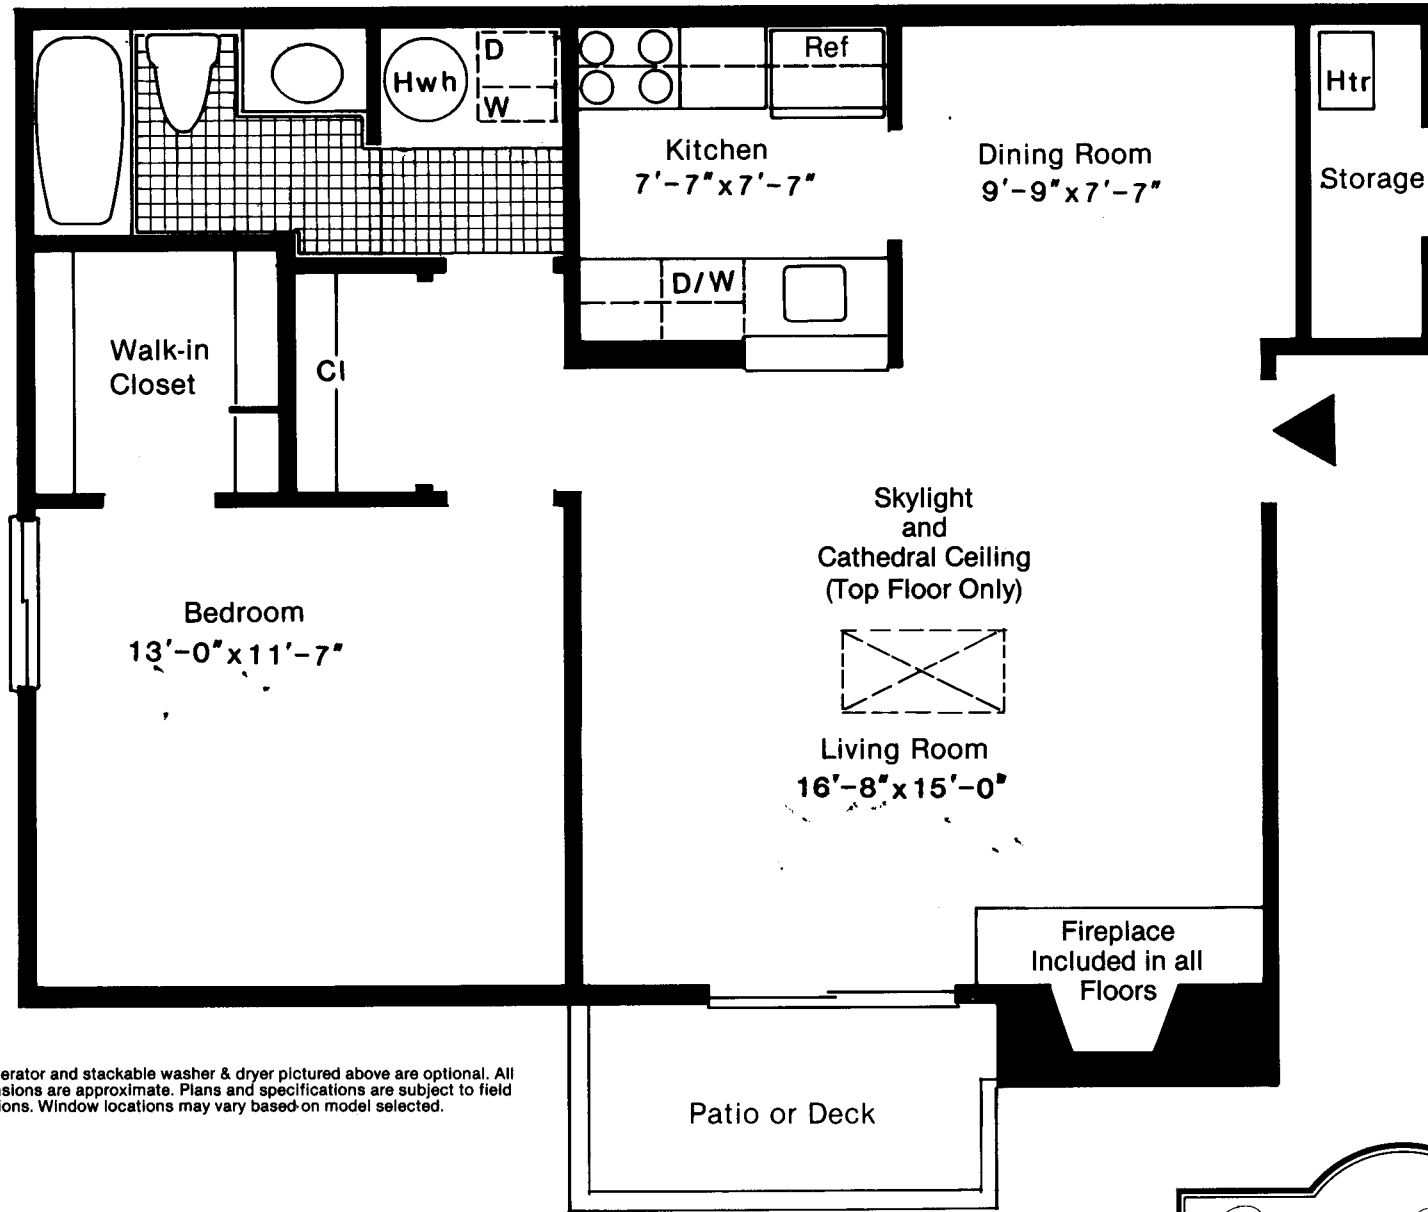 Hwh
D
W
Ref
Htr
Kitchen
7'-7"x7'-7"
Dining Room
9'-9"x7'-7"
Storage
D/W
Walk-in
Closet
Cl
Skylight
and
Cathedral Ceiling
(Top Floor Only)
Bedroom
13'-0"x11'-7"
Living Room
16'-8"x15'-0"
Fireplace
Included in all
Floors
erator and stackable washer & dryer pictured above are optional. All
nsions are approximate. Plans and specifications are subject to field
ions. Window locations may vary based on model selected.
Patio or Deck